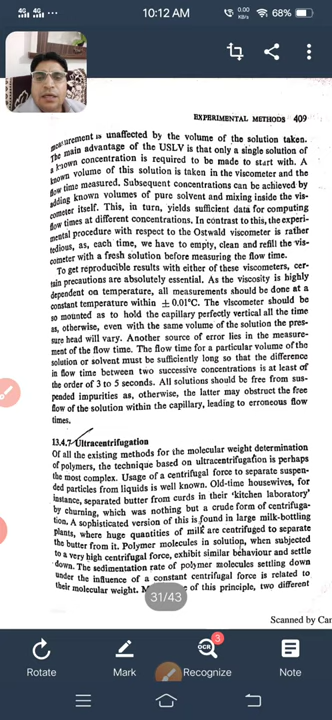 4G 4G
10:12 AM
0.00
KB/s
68%
EXPERIMENTAL METHODS 409
measurement is unaffected by the volume of the solution taken.
The main advantage of the USLV is that only a single solution of
a known concentration is required to be made to start with. A
known volume of this solution is taken in the viscometer and the
flow time measured. Subsequent concentrations can be achieved by
adding known volumes of pure solvent and mixing inside the vis-
cometer itself. This, in turn, yields sufficient data for computing
flow times at different concentrations. In contrast to this, the experi-
mental procedure with respect to the Ostwald viscometer is rather
tedious, as, each time, we have to empty, clean and refill the vis-
cometer with a fresh solution before measuring the flow time.
To get reproducible results with either of these viscometers, cer-
tain precautions are absolutely essential. As the viscosity is highly
dependent on temperature, all measurements should be done at a
constant temperature within ± 0.01°C. The viscometer should be
so mounted as to hold the capillary perfectly vertical all the time
as, otherwise, even with the same volume of the solution the pres-
sure head will vary. Another source of error lies in the measure-
ment of the flow time. The flow time for a particular volume of the
solution or solvent must be sufficiently long so that the difference
in flow time between two successive concentrations is at least of
the order of 3 to 5 seconds. All solutions should be free from sus-
pended impurities as, otherwise, the latter may obstruct the free
flow of the solution within the capillary, leading to erroneous flow
times.
13.4.7 Ultracentrifugation
Of all the existing methods for the molecular weight determination
of polymers, the technique based on ultracentrifugation is perhaps
the most complex. Usage of a centrifugal force to separate suspen-
ded particles from liquids is well known. Old-time housewives, for
instance, separated butter from curds in their 'kitchen laboratory'
by churning, which was nothing but a crude form of centrifuga-
tion. A sophisticated version of this is found in large milk-bottling
plants, where huge quantities of milk are centrifuged to separate
the butter from it. Polymer molecules in solution, when subjected
to a very high centrifugal force, exhibit similar behaviour and settle
down. The sedimentation rate of polymer molecules settling down
under the influence of a constant centrifugal force is related to
their molecular weight. of this principle, two different
31/43
Scanned by Car
OCR
3
Rotate
Mark
Recognize
Note